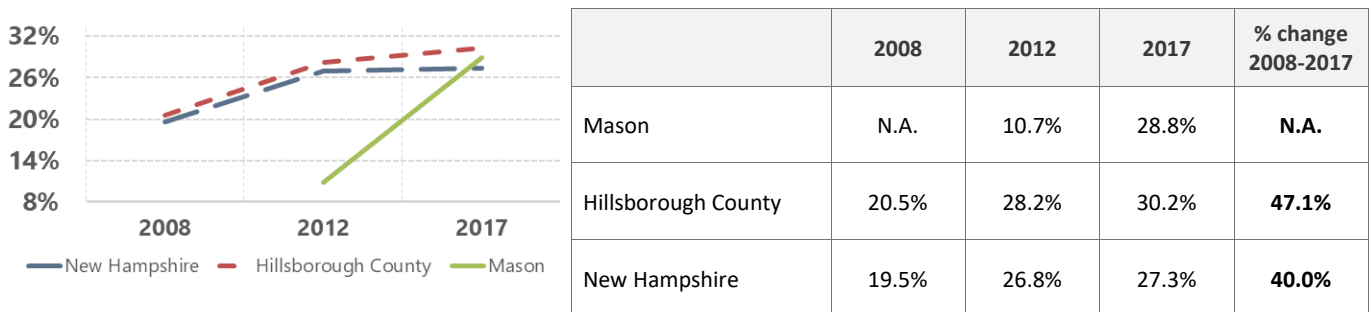 32%
26%
20%
14%
8%
2008 2012 2017
New Hampshire Hillsborough County Mason
2008 2012 2017 % change
2008-2017
Mason N.A. 10.7% 28.8% N.A.
Hillsborough County 20.5% 28.2% 30.2% 47.1%
New Hampshire 19.5% 26.8% 27.3% 40.0%